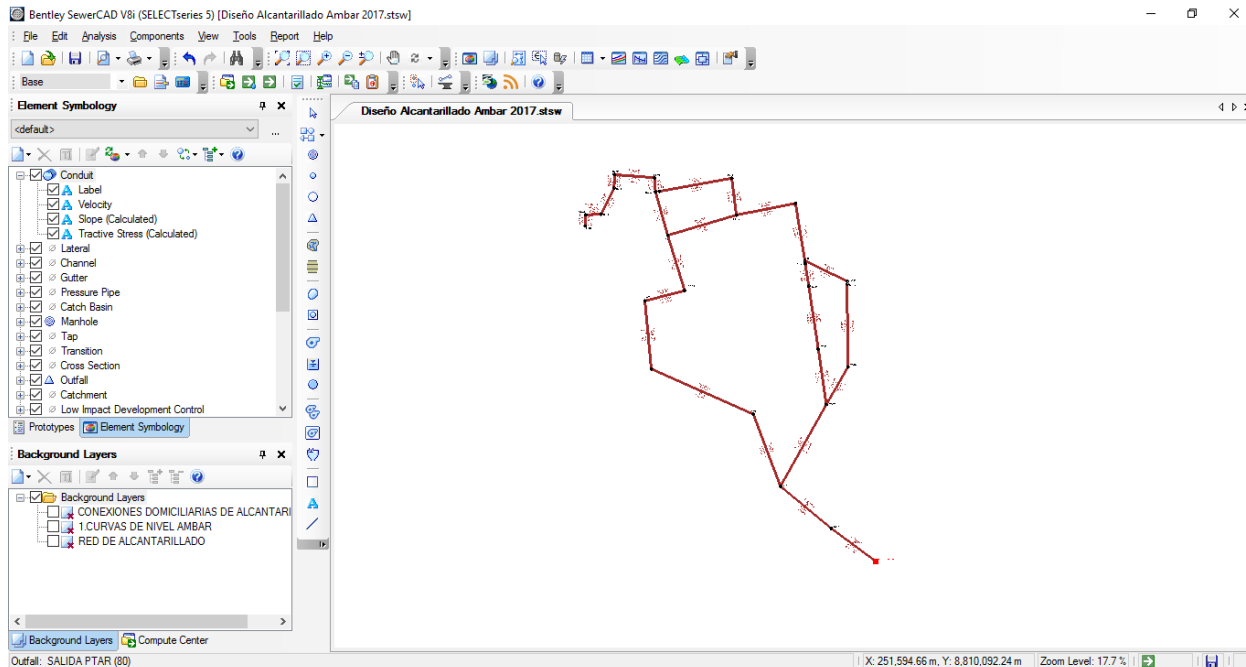 Bentley SewerCAD V8i (SELECTseries 5) [Diseño Alcantarillado Ambar 2017.stsw]
File Edit Analysis Components View Tools Report Help
Base
Element Symbology
Diseño Alcantarillado Ambar 2017.stsw
<default>
...
Conduit
Label
Velocity
Slope (Calculated)
Tractive Stress (Calculated)
Lateral
Channel
Gutter
Pressure Pipe
Catch Basin
Manhole
Tap
Transition
Cross Section
Outfall
Catchment
Low Impact Development Control
Prototypes Element Symbology
Background Layers
Background Layers
CONEXIONES DOMICILIARIAS DE ALCANTARI
1.CURVAS DE NIVEL AMBAR
RED DE ALCANTARILLADO
Background Layers Compute Center
Outfall: SALIDA PTAR (80)
X: 251,594.66 m, Y: 8,810,092.24 m Zoom Level: 17.7 %